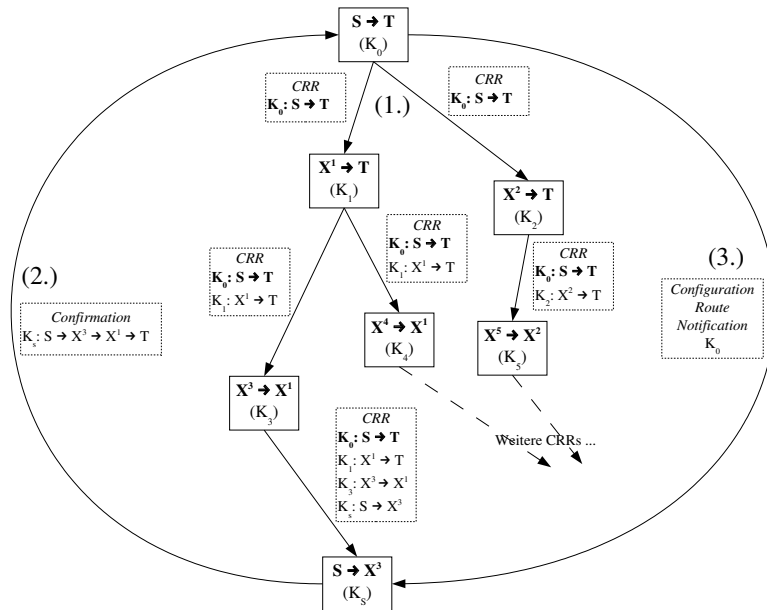 S → T
(K₀)
CRR
K₀: S → T
(1.)
CRR
K₀: S → T
X¹ → T
(K₁)
X² → T
(K₂)
CRR
K₀: S → T
K₁: X¹ → T
CRR
K₀: S → T
K₁: X¹ → T
CRR
K₀: S → T
K₂: X² → T
(2.)
Confirmation
Kₛ: S → X³ → X¹ → T
(3.)
Configuration
Route
Notification
K₀
X⁴ → X¹
(K₄)
X⁵ → X²
(K₅)
X³ → X¹
(K₃)
CRR
K₀: S → T
K₁: X¹ → T
K₃: X³ → X¹
Kₛ: S → X³
Weitere CRRs ...
S → X³
(K_S)